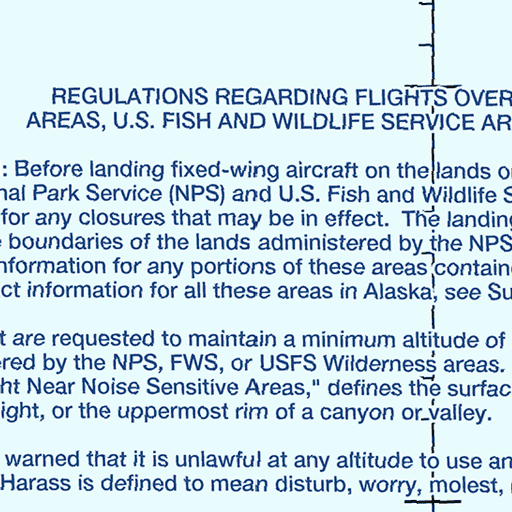 REGULATIONS REGARDING FLIGHTS OVER
AREAS, U.S. FISH AND WILDLIFE SERVICE AR
: Before landing fixed-wing aircraft on the lands o
nal Park Service (NPS) and U.S. Fish and Wildlife S
for any closures that may be in effect. The landing
e boundaries of the lands administered by the NPS
nformation for any portions of these areas contain
ct information for all these areas in Alaska, see Su
t are requested to maintain a minimum altitude of
ered by the NPS, FWS, or USFS Wilderness areas.
ht Near Noise Sensitive Areas," defines the surfac
ight, or the uppermost rim of a canyon or valley.
warned that it is unlawful at any altitude to use an
Harass is defined to mean disturb, worry, molest,